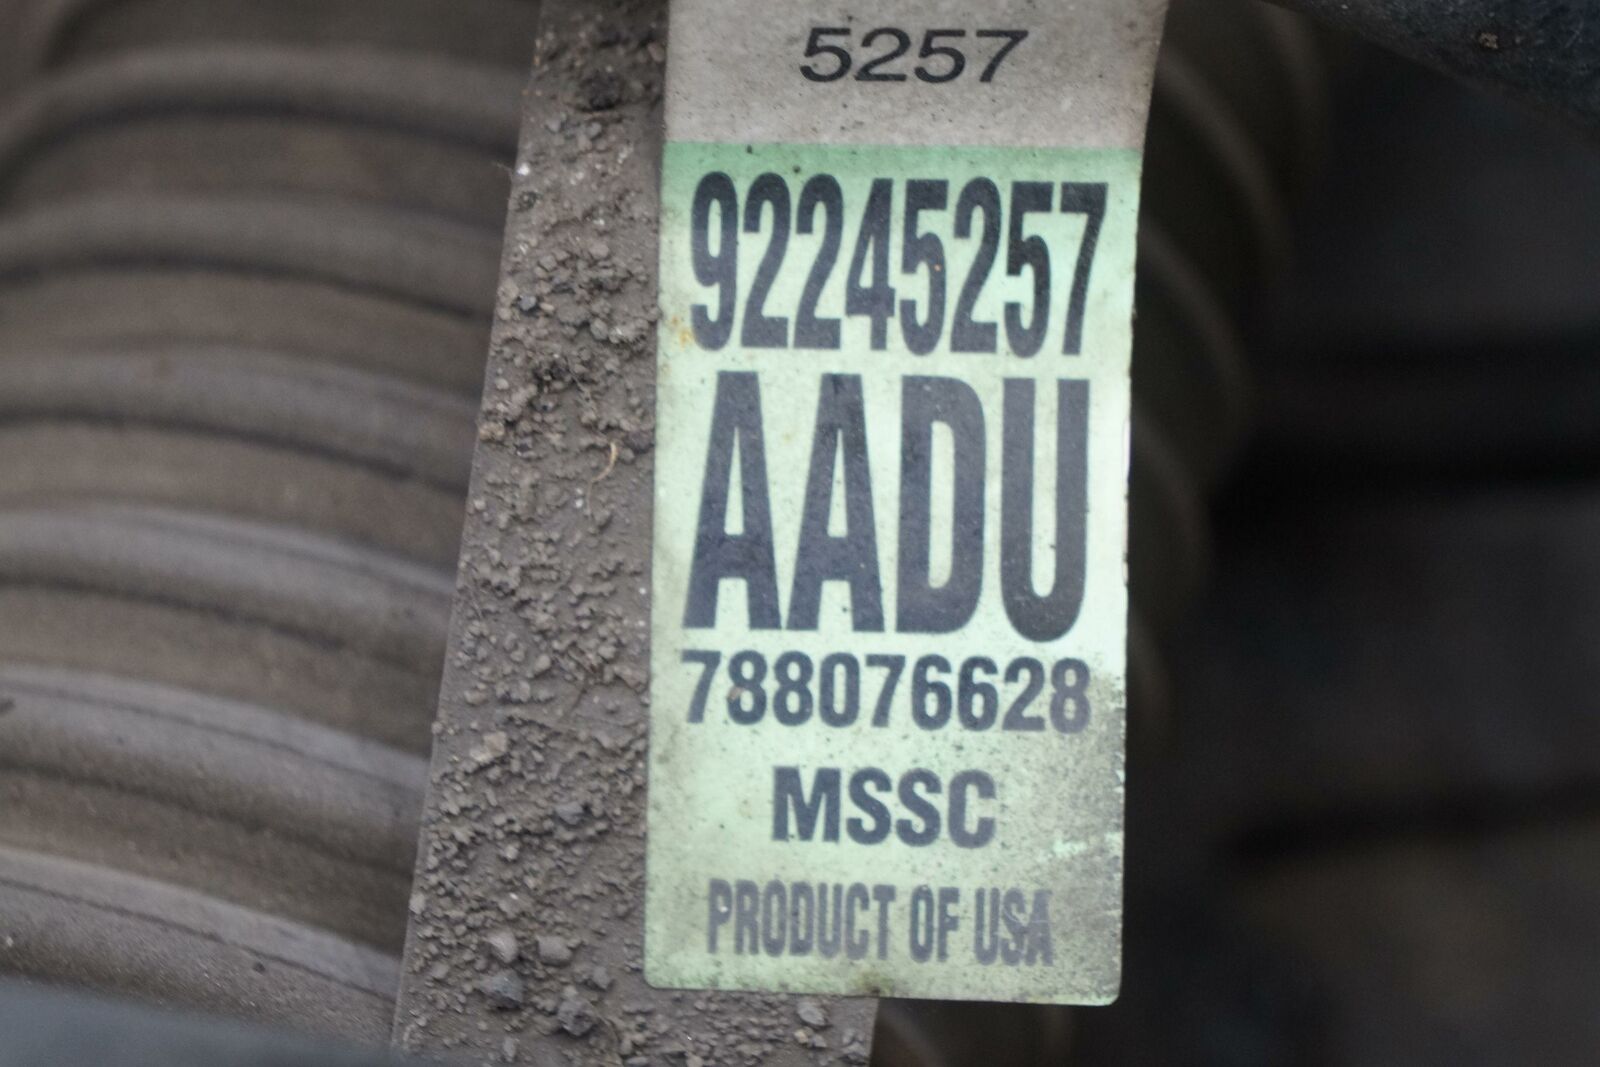 5257
92245257
AADU
788076628
MSSC
PRODUCT OF USA